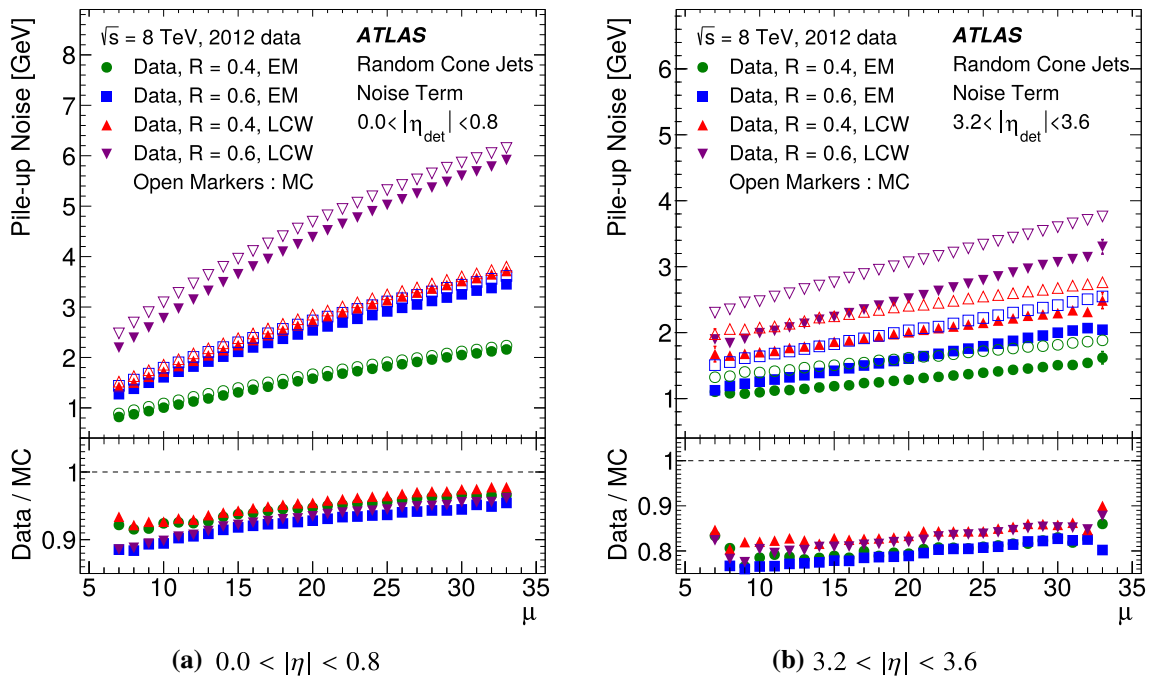 Pile-up Noise [GeV]
√s = 8 TeV, 2012 data
ATLAS
Data, R = 0.4, EM
Random Cone Jets
Data, R = 0.6, EM
Noise Term
Data, R = 0.4, LCW
0.0< |ηdet| <0.8
Data, R = 0.6, LCW
Open Markers : MC
8
7
6
5
4
3
2
1
Data / MC
1
0.9
5 10 15 20 25 30 35
μ
(a) 0.0 < |η| < 0.8
Pile-up Noise [GeV]
√s = 8 TeV, 2012 data
ATLAS
Data, R = 0.4, EM
Random Cone Jets
Data, R = 0.6, EM
Noise Term
Data, R = 0.4, LCW
3.2< |ηdet| <3.6
Data, R = 0.6, LCW
Open Markers : MC
6
5
4
3
2
1
Data / MC
1
0.9
0.8
5 10 15 20 25 30 35
μ
(b) 3.2 < |η| < 3.6